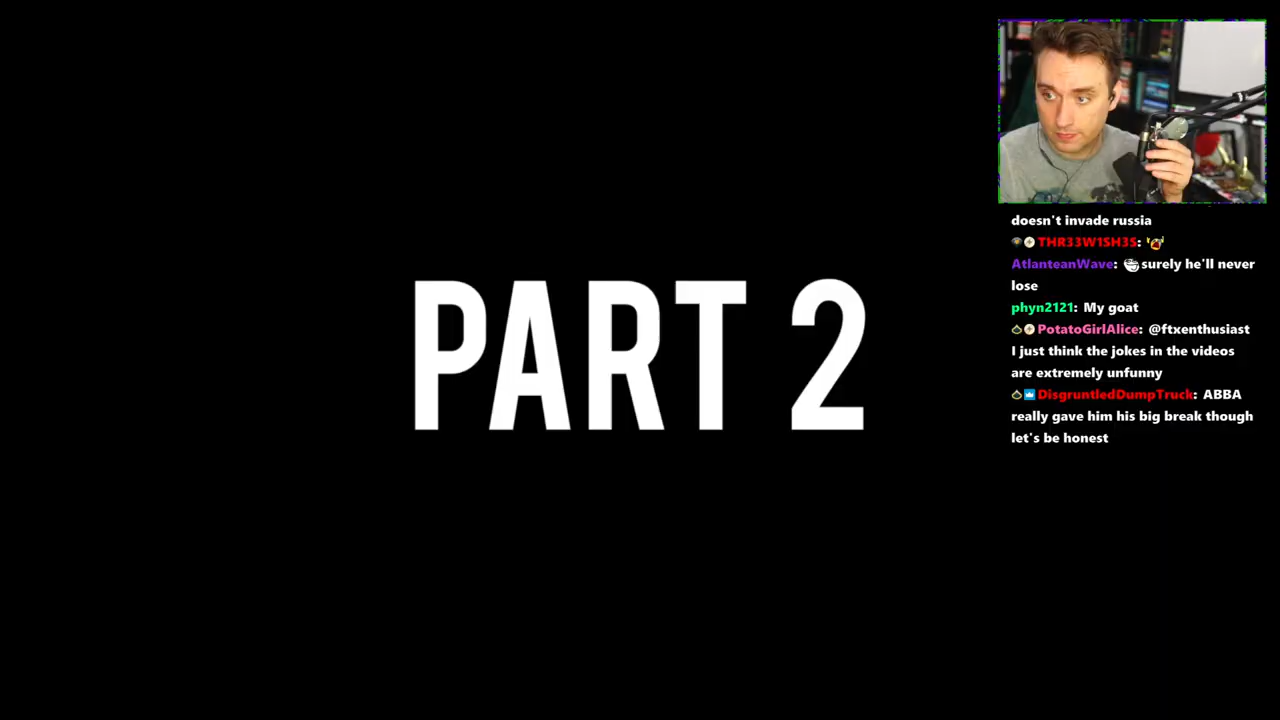 PART 2
doesn't invade russia
THR33W1SH3S:
AtlanteanWave: surely he'll never
lose
phyn2121: My goat
PotatoGirlAlice: @ftxenthusiast
I just think the jokes in the videos
are extremely unfunny
DisgruntledDumpTruck: ABBA
really gave him his big break though
let's be honest